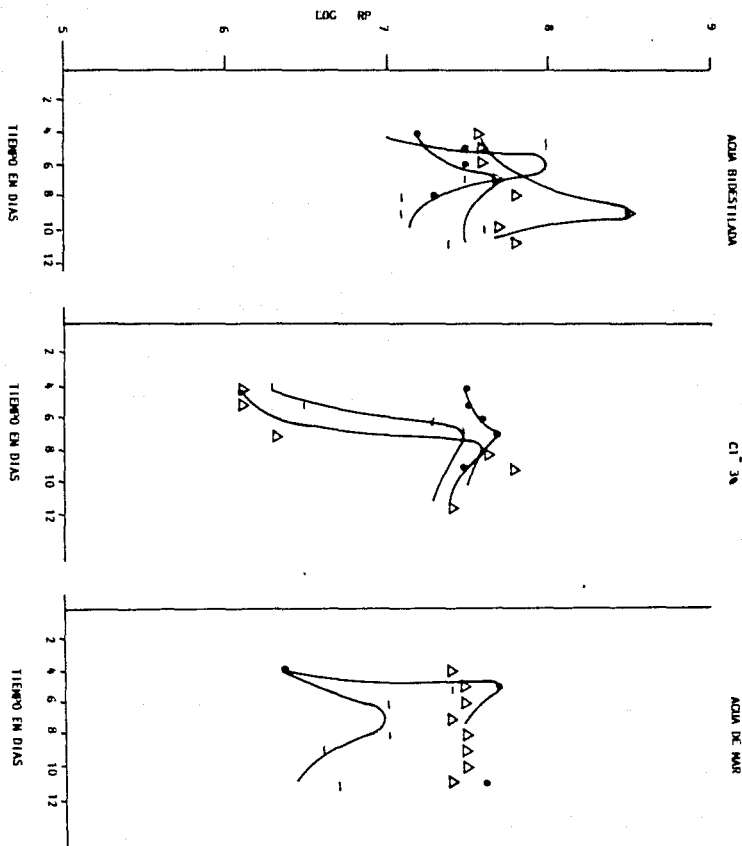 AGUA BIDESTILADA
Cl⁻ 3%
AGUA DE MAR
9
8
7
6
5
LOG RP
2 4 6 8 10 12
TIEMPO EN DIAS
2 4 6 8 10 12
TIEMPO EN DIAS
2 4 6 8 10 12
TIEMPO EN DIAS